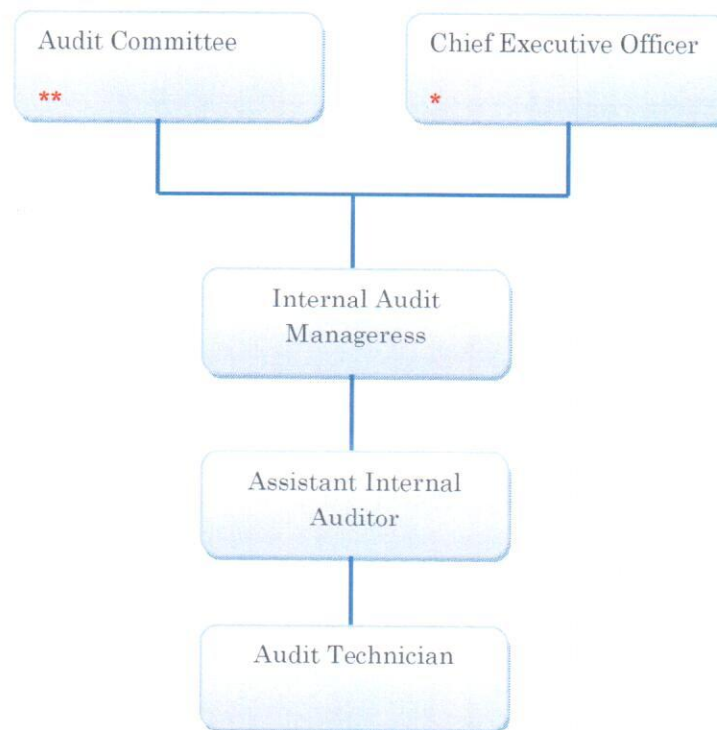 Audit Committee
**
Chief Executive Officer
*
Internal Audit
Manageress
Assistant Internal
Auditor
Audit Technician